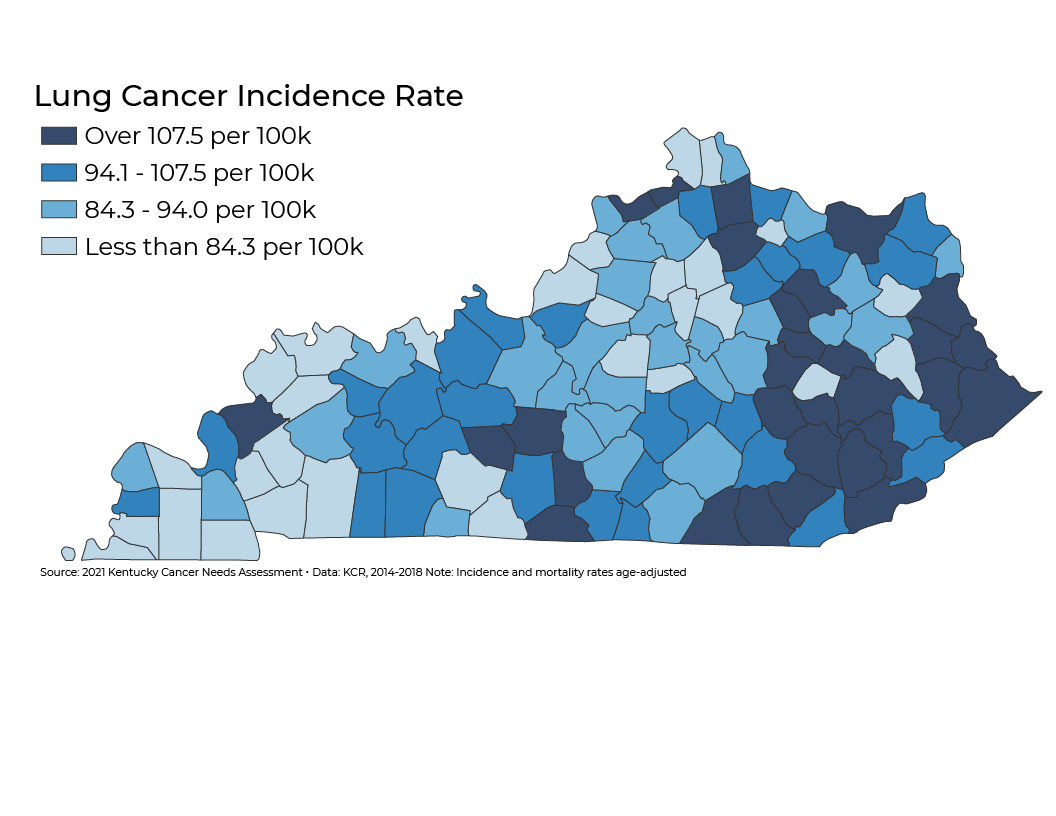 Lung Cancer Incidence Rate
Over 107.5 per 100k
94.1 - 107.5 per 100k
84.3 - 94.0 per 100k
Less than 84.3 per 100k
Source: 2021 Kentucky Cancer Needs Assessment • Data: KCR, 2014-2018 Note: Incidence and mortality rates age-adjusted